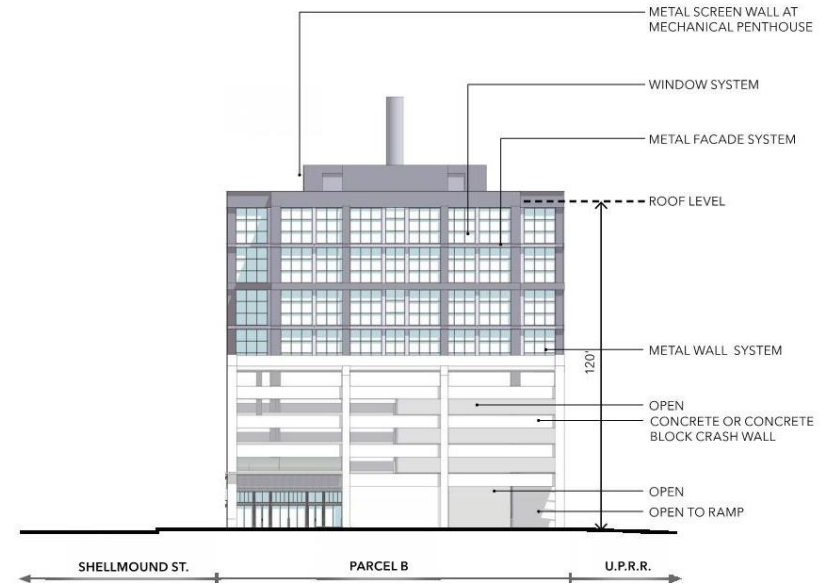 METAL SCREEN WALL AT
MECHANICAL PENTHOUSE
WINDOW SYSTEM
METAL FACADE SYSTEM
ROOF LEVEL
METAL WALL SYSTEM
120'
OPEN
CONCRETE OR CONCRETE
BLOCK CRASH WALL
OPEN
OPEN TO RAMP
SHELLMOUND ST. PARCEL B U.P.R.R.